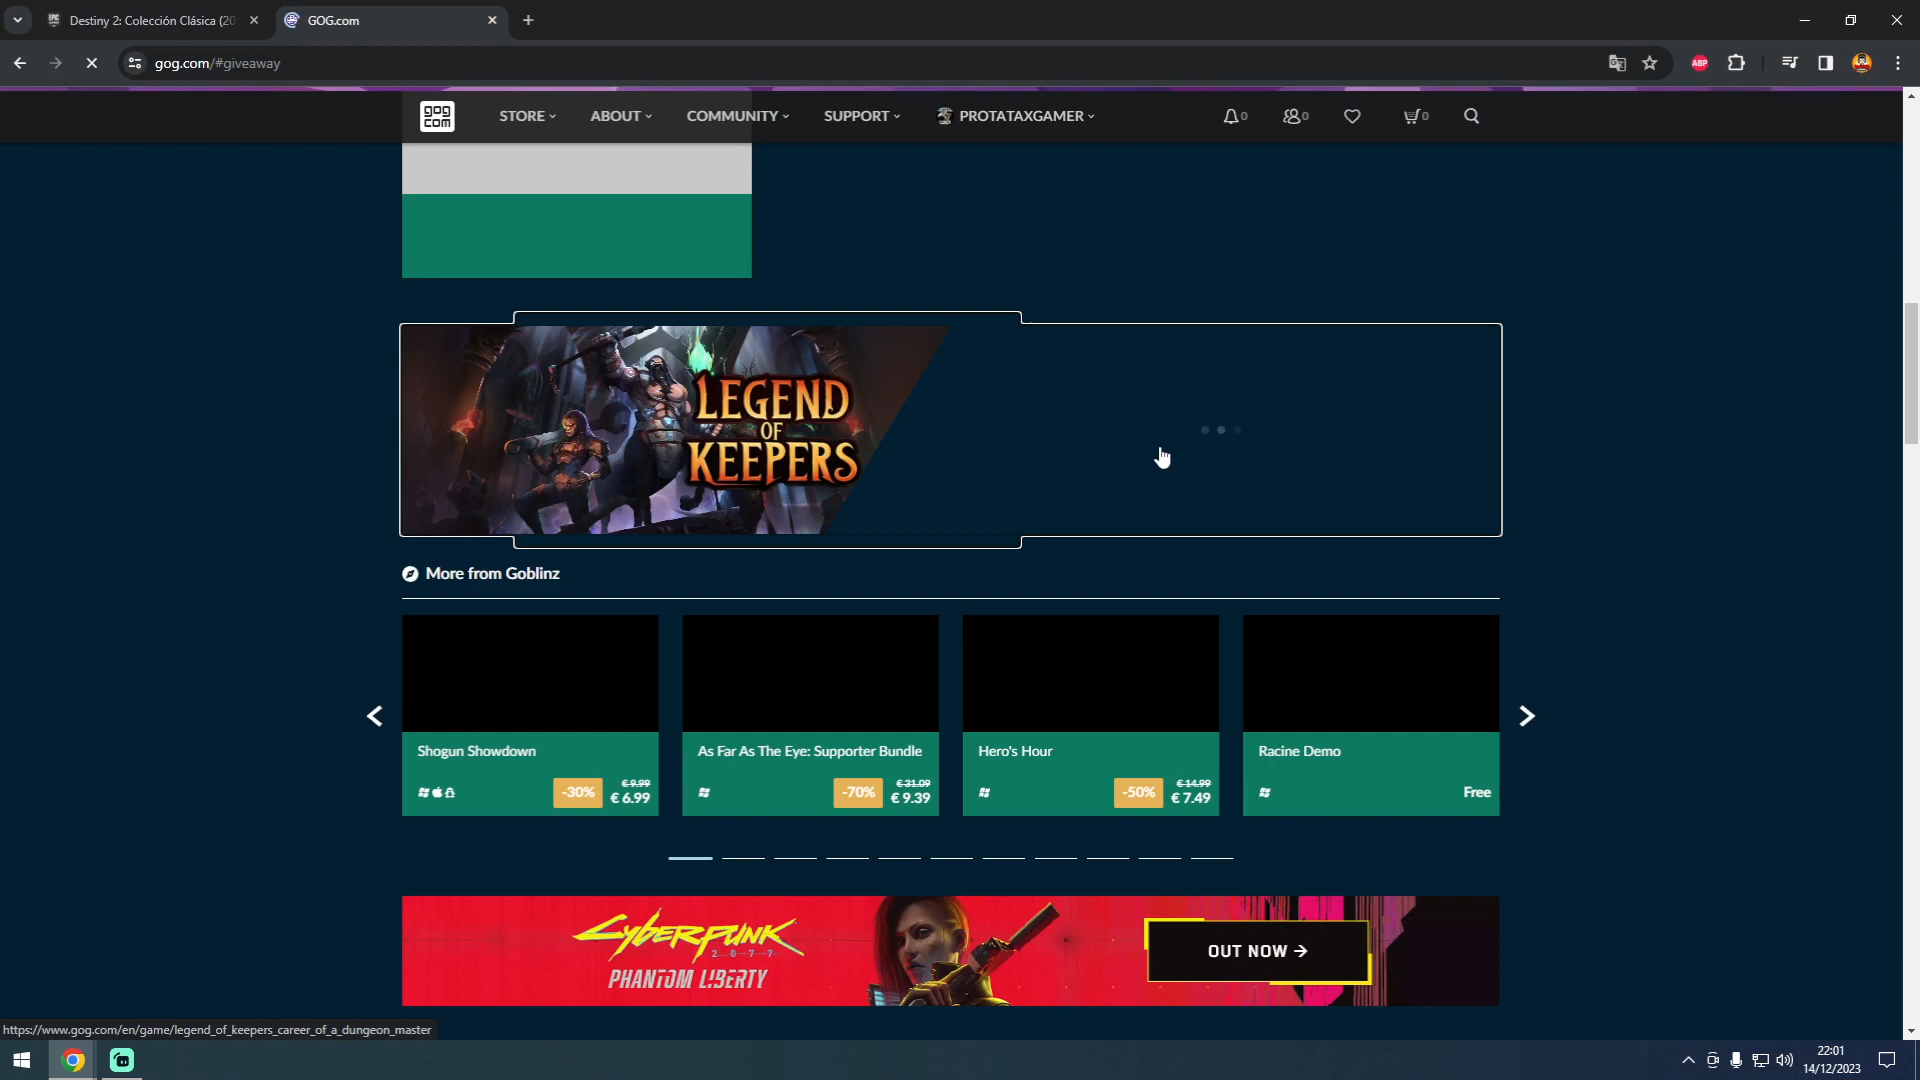 Destiny 2: Colección Clásica (20
GOG.com
gog.com/#giveaway
ABP
gog
com
STORE
ABOUT
COMMUNITY
SUPPORT
PROTATAXGAMER
0
0
0
LEGEND
OF
KEEPERS
More from Goblinz
Shogun Showdown
-30%
€ 9.99
€ 6.99
As Far As The Eye: Supporter Bundle
-70%
€ 31.09
€ 9.39
Hero's Hour
-50%
€ 14.99
€ 7.49
Racine Demo
Free
Cyberpunk
2077
PHANTOM LIBERTY
OUT NOW →
https://www.gog.com/en/game/legend_of_keepers_career_of_a_dungeon_master
22:01
14/12/2023